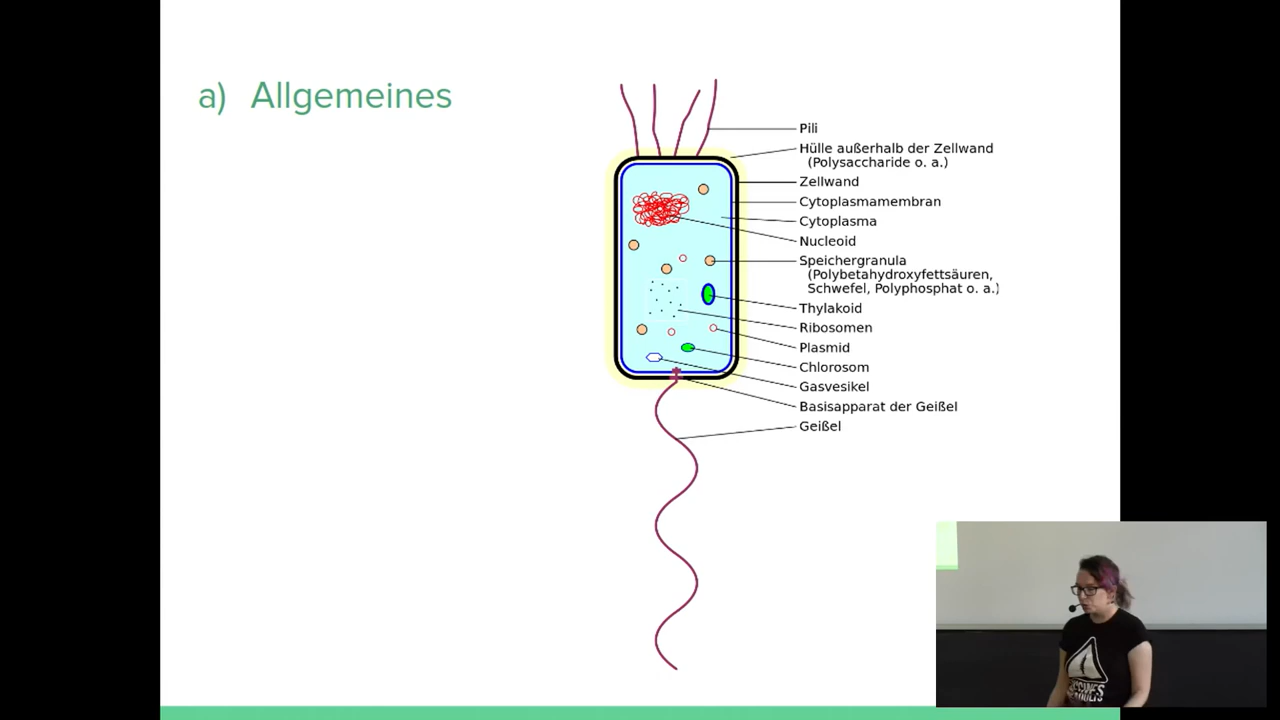 a) Allgemeines
Pili
Hülle außerhalb der Zellwand
(Polysaccharide o. a.)
Zellwand
Cytoplasmamembran
Cytoplasma
Nucleoid
Speichergranula
(Polybetahydroxyfettsäuren,
Schwefel, Polyphosphat o. a.)
Thylakoid
Ribosomen
Plasmid
Chlorosom
Gasvesikel
Basisapparat der Geißel
Geißel